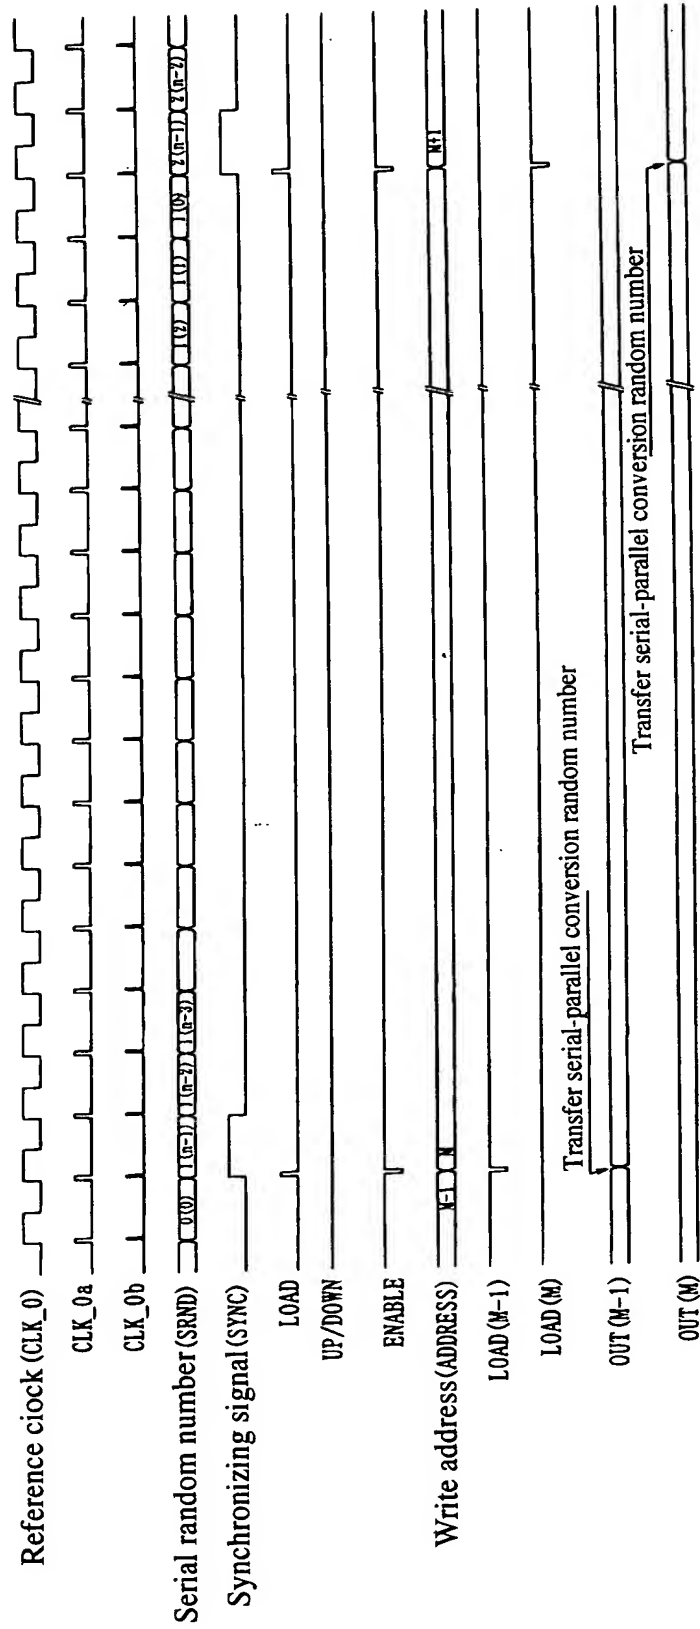 Reference ciock(CLK_0)
CLK_0a
CLK_0b
Serial random number(SRND) 0(0) 1(n-1) 1(n-2) 1(n-3) 1(2) 1(1) 1(0) 2(n-1) 2(n-2)
Synchronizing signal(SYNC)
LOAD
UP/DOWN
ENABLE
Write address(ADDRESS) M-1 M M+1
LOAD(M-1)
LOAD(M)
Transfer serial-parallel conversion random number
OUT(M-1)
Transfer serial-parallel conversion random number
OUT(M)